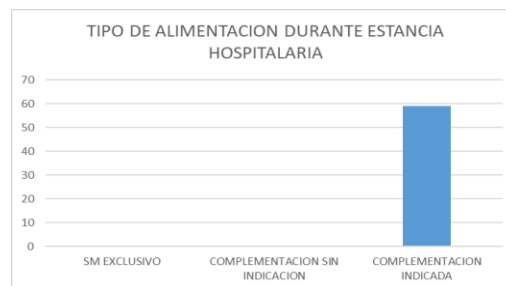 TIPO DE ALIMENTACION DURANTE ESTANCIA
HOSPITALARIA
70
60
50
40
30
20
10
0
SM EXCLUSIVO
COMPLEMENTACION SIN
INDICACION
COMPLEMENTACION
INDICADA